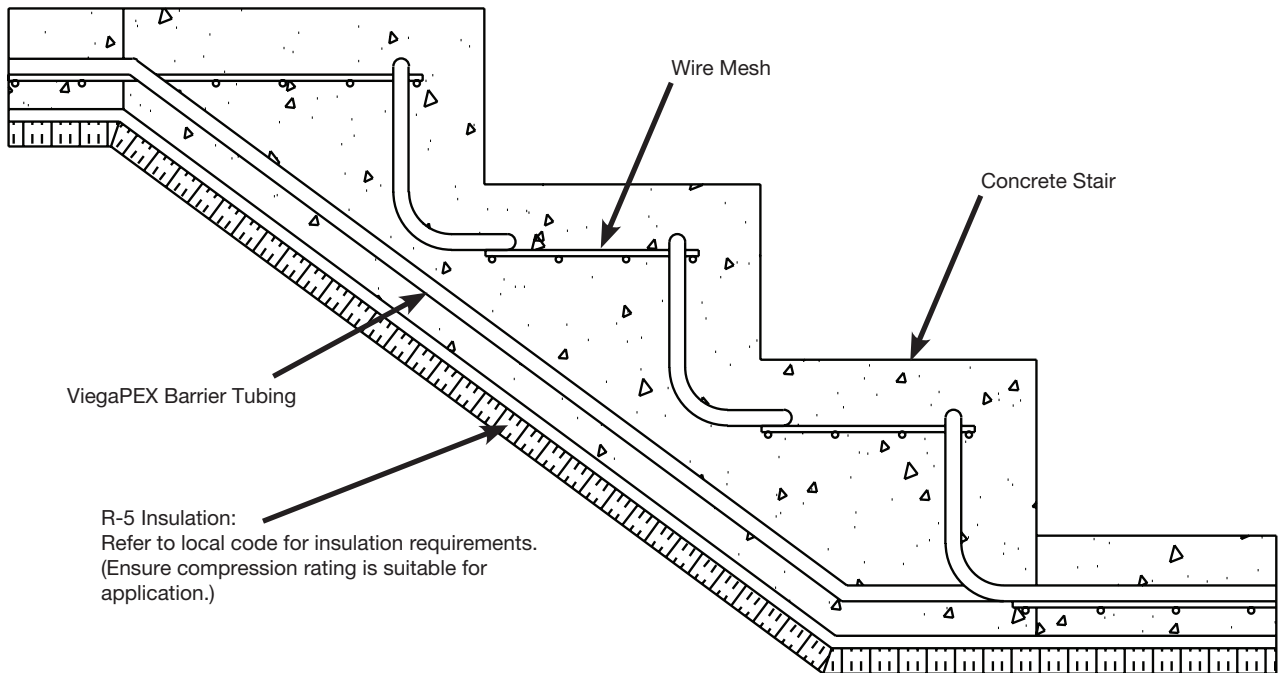 Wire Mesh
Concrete Stair
ViegaPEX Barrier Tubing
R-5 Insulation:
Refer to local code for insulation requirements.
(Ensure compression rating is suitable for
application.)